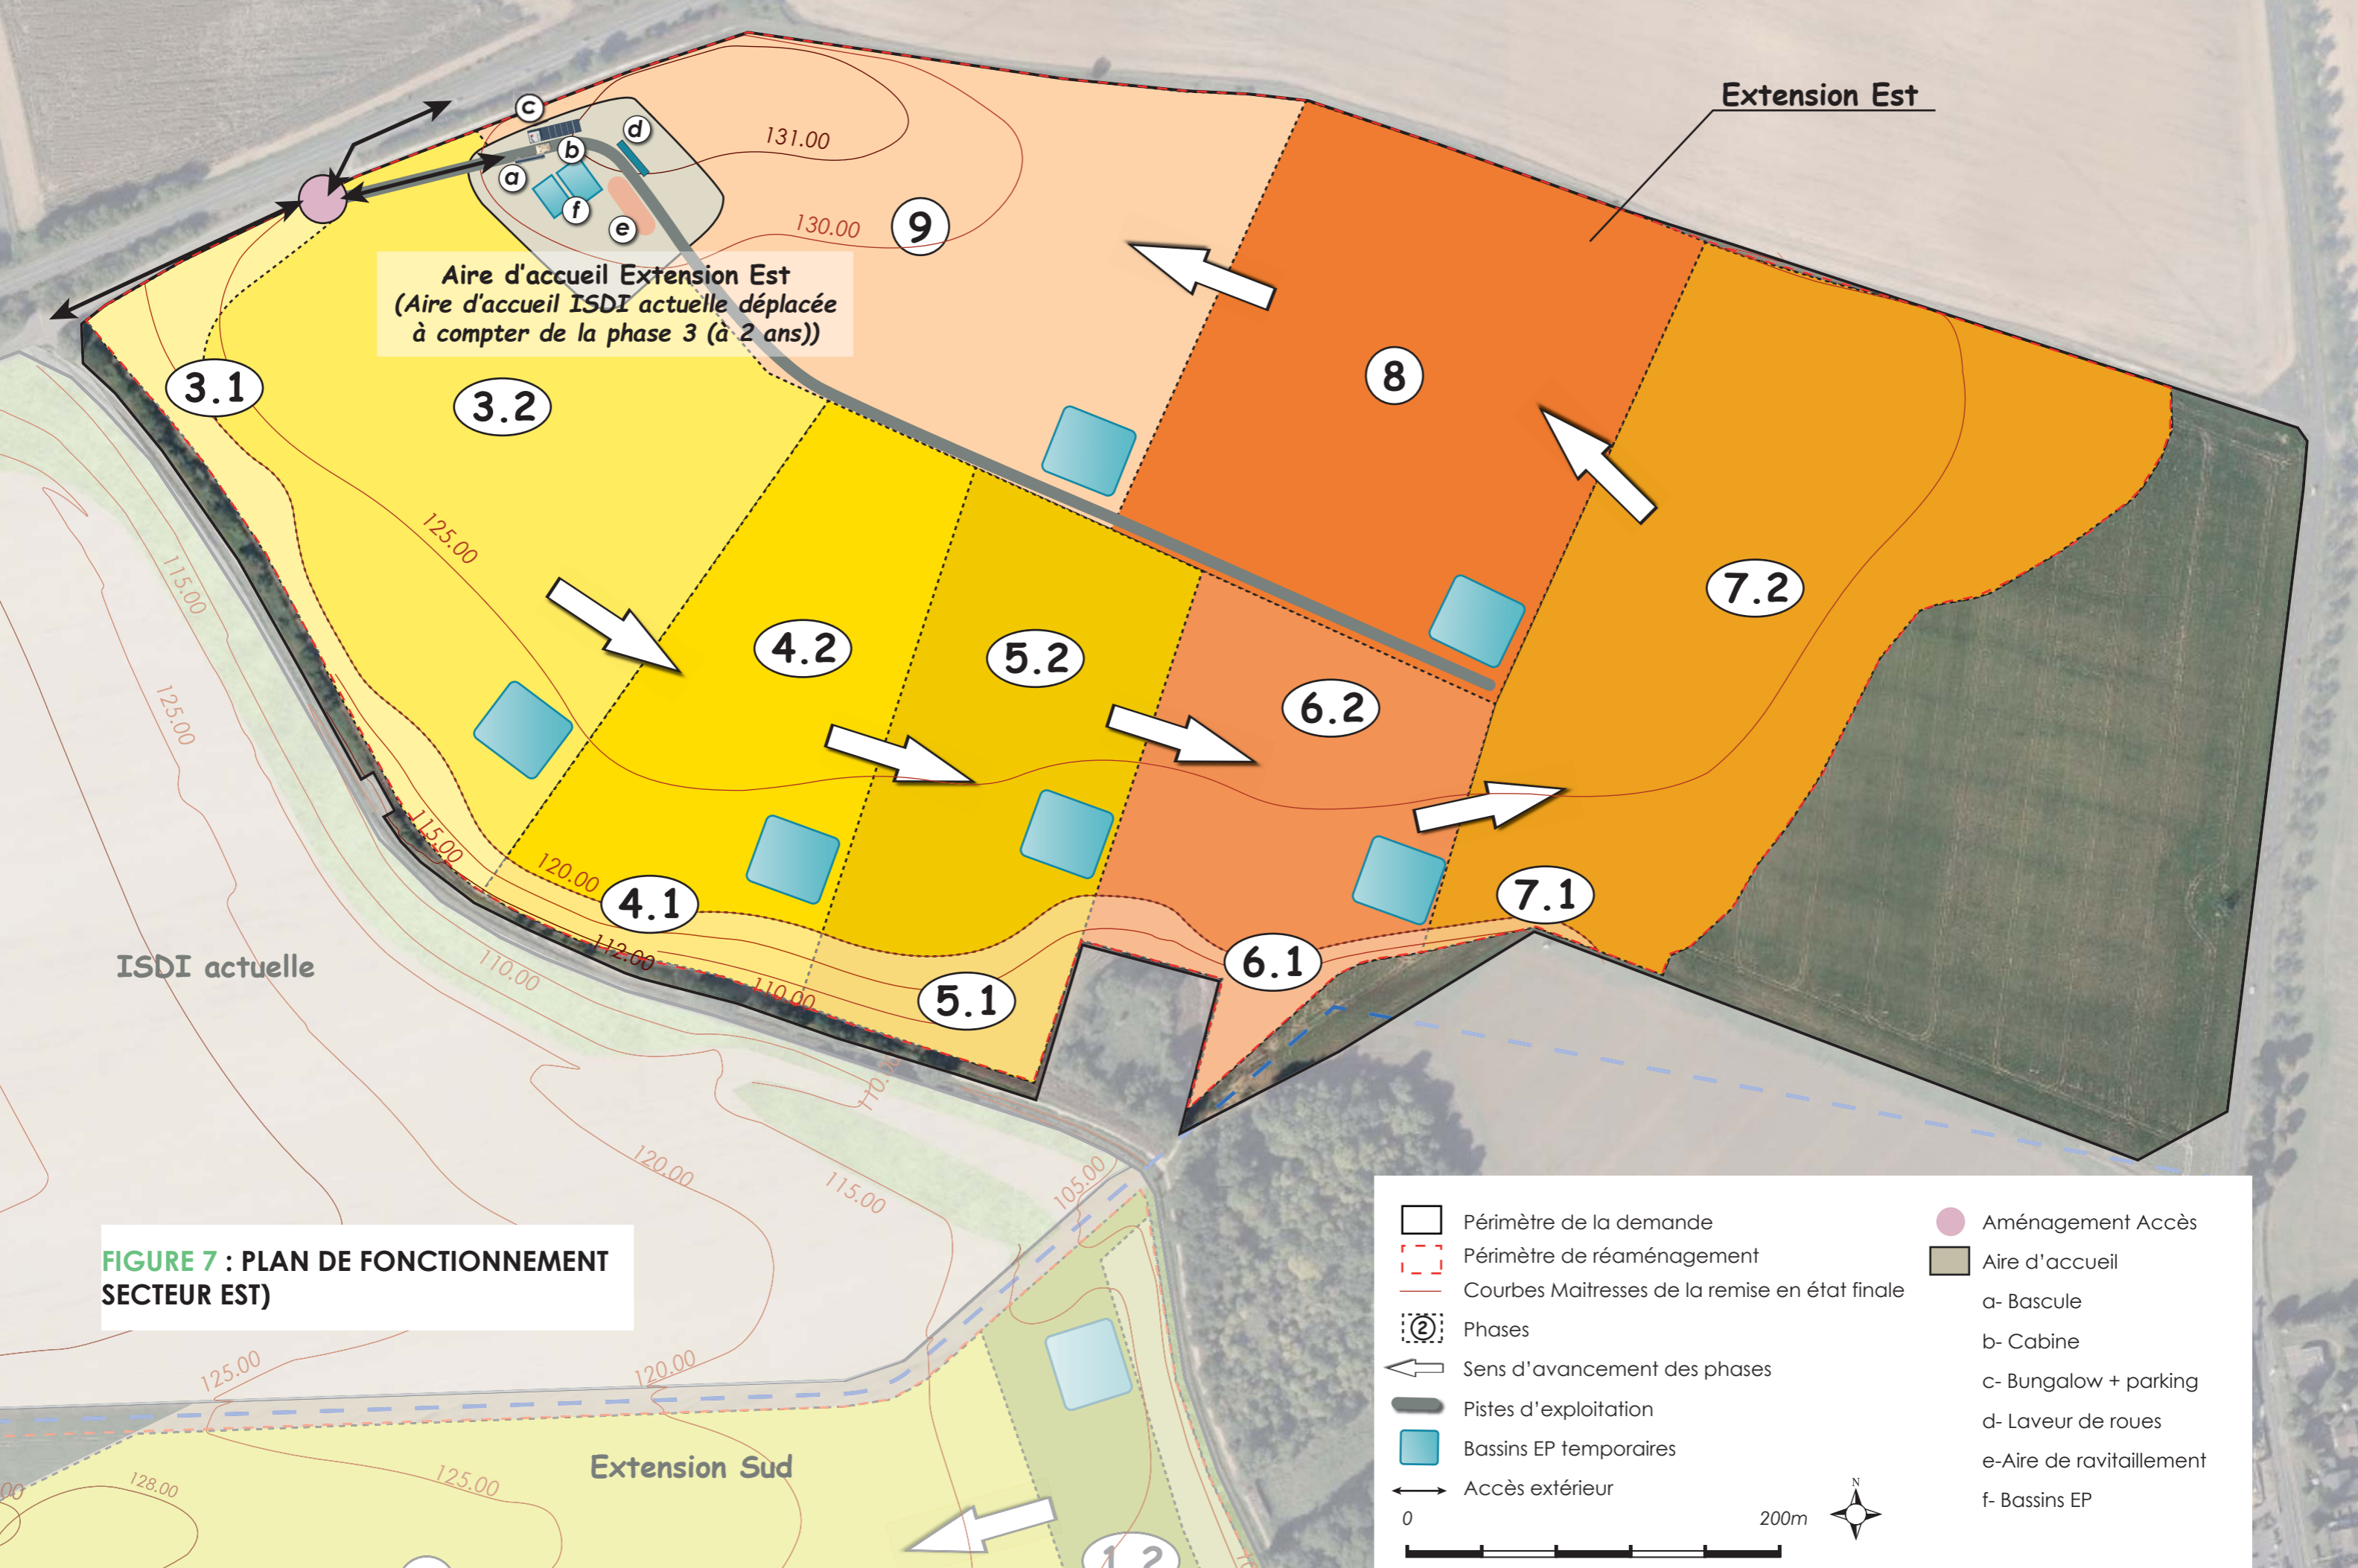 Extension Est
c
d
b
a
f
e
131.00
130.00
9
Aire d'accueil Extension Est
(Aire d'accueil ISDI actuelle déplacée
à compter de la phase 3 (à 2 ans))
3.1
3.2
8
125.00
115.00
7.2
4.2
5.2
6.2
125.00
115.00
120.00
4.1
7.1
112.00
6.1
ISDI actuelle
110.00
110.00
5.1
110.
120.00
115.00
105.00
FIGURE 7 : PLAN DE FONCTIONNEMENT
SECTEUR EST)
125.00
120.00
Extension Sud
128.00
125.00
00
1.2
Périmètre de la demande
Périmètre de réaménagement
Courbes Maitresses de la remise en état finale
2
Phases
Sens d'avancement des phases
Pistes d'exploitation
Bassins EP temporaires
Accès extérieur
0
200m
N
Aménagement Accès
Aire d'accueil
a- Bascule
b- Cabine
c- Bungalow + parking
d- Laveur de roues
e-Aire de ravitaillement
f- Bassins EP